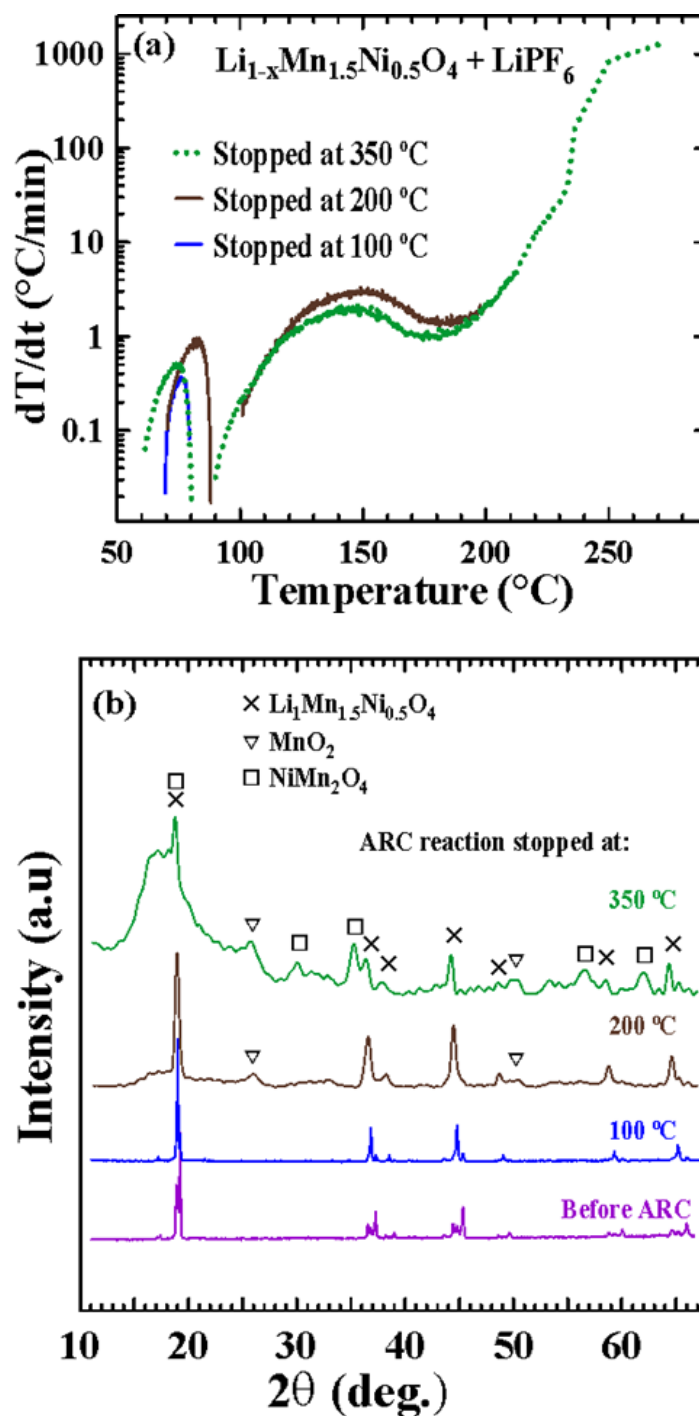 (a) Li₁₋ₓMn₁.₅Ni₀.₅O₄ + LiPF₆
Stopped at 350 °C
Stopped at 200 °C
Stopped at 100 °C
dT/dt (°C/min)
1000
100
10
1
0.1
50 100 150 200 250
Temperature (°C)
(b)
× Li₁Mn₁.₅Ni₀.₅O₄
▽ MnO₂
□ NiMn₂O₄
ARC reaction stopped at:
350 °C
200 °C
100 °C
Before ARC
Intensity (a.u)
10 20 30 40 50 60
2θ (deg.)